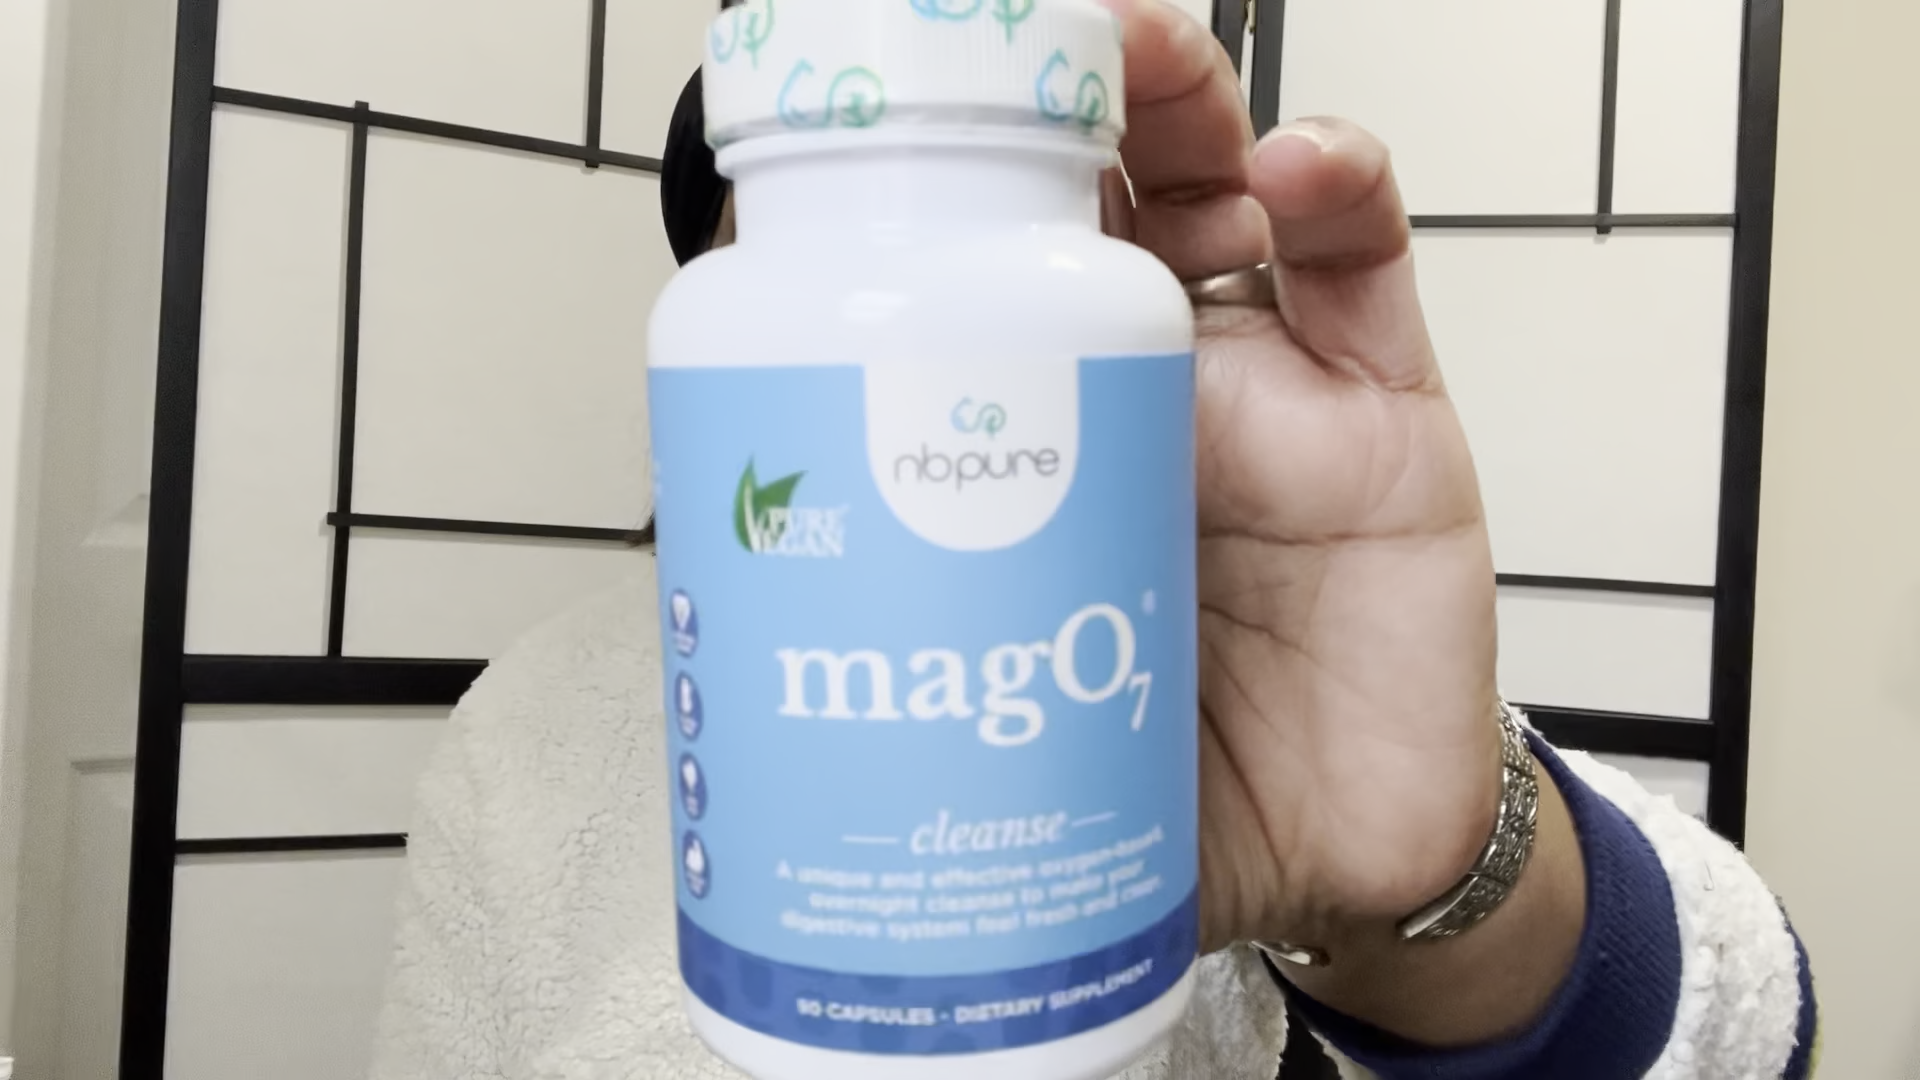 nbpure
PURE
VEGAN
magO7®
cleanse
A unique and effective oxygen-based,
overnight cleanse to make your
digestive system feel fresh and clean.
90 CAPSULES - DIETARY SUPPLEMENT